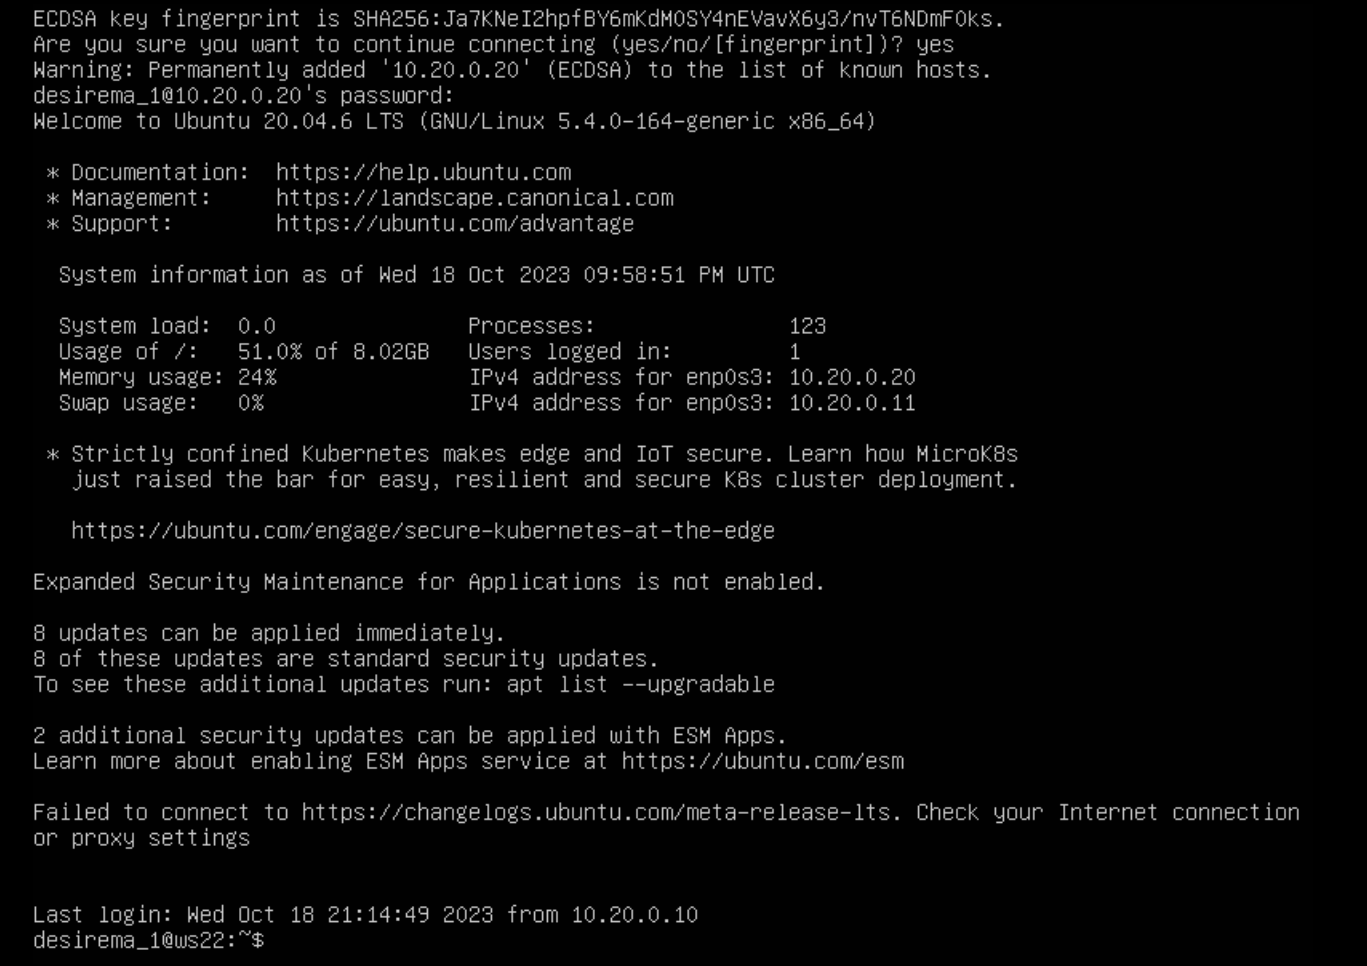 ECDSA key fingerprint is SHA256:Ja7KNeI2hpfBY6mKdMOSY4nEVavX6y3/nvT6NDmF0ks.
Are you sure you want to continue connecting (yes/no/[fingerprint])? yes
Warning: Permanently added '10.20.0.20' (ECDSA) to the list of known hosts.
desirema_1@10.20.0.20's password:
Welcome to Ubuntu 20.04.6 LTS (GNU/Linux 5.4.0-164-generic x86_64)

 * Documentation:  https://help.ubuntu.com
 * Management:     https://landscape.canonical.com
 * Support:        https://ubuntu.com/advantage

  System information as of Wed 18 Oct 2023 09:58:51 PM UTC

  System load:  0.0               Processes:               123
  Usage of /:   51.0% of 8.02GB   Users logged in:         1
  Memory usage: 24%               IPv4 address for enp0s3: 10.20.0.20
  Swap usage:   0%                IPv4 address for enp0s3: 10.20.0.11

 * Strictly confined Kubernetes makes edge and IoT secure. Learn how MicroK8s
   just raised the bar for easy, resilient and secure K8s cluster deployment.

   https://ubuntu.com/engage/secure-kubernetes-at-the-edge

Expanded Security Maintenance for Applications is not enabled.

8 updates can be applied immediately.
8 of these updates are standard security updates.
To see these additional updates run: apt list --upgradable

2 additional security updates can be applied with ESM Apps.
Learn more about enabling ESM Apps service at https://ubuntu.com/esm

Failed to connect to https://changelogs.ubuntu.com/meta-release-lts. Check your Internet connection
or proxy settings

Last login: Wed Oct 18 21:14:49 2023 from 10.20.0.10
desirema_1@ws22:~$